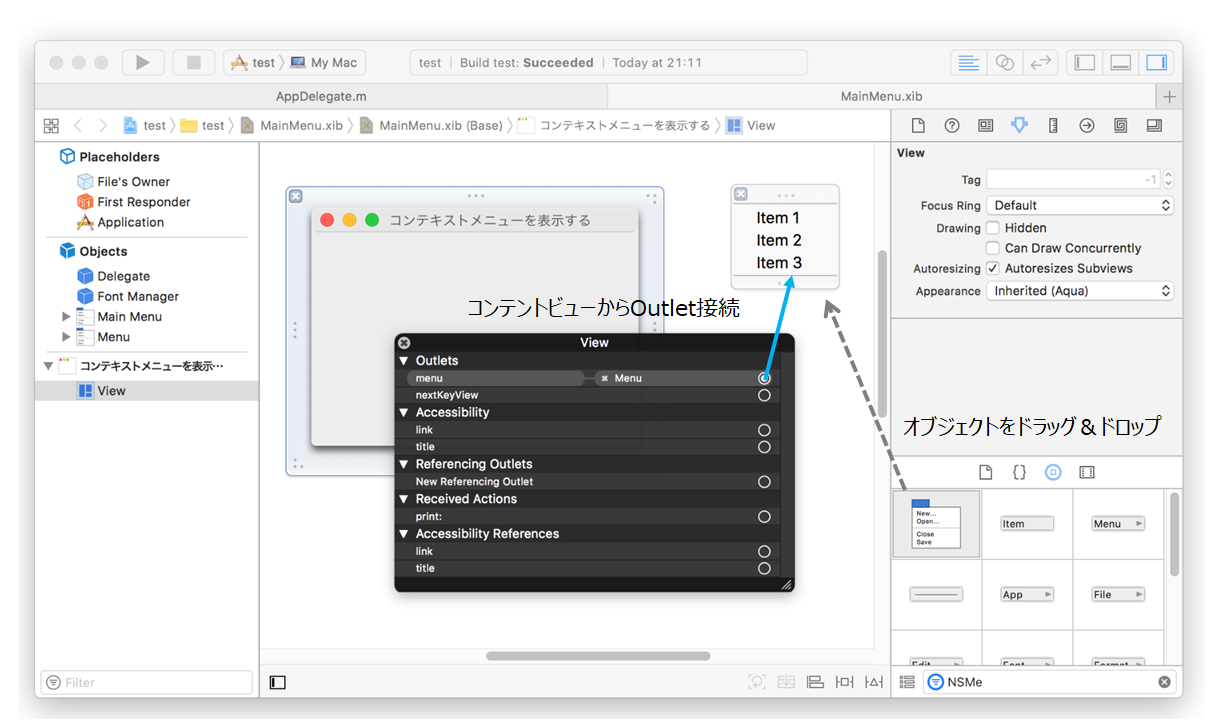 test 〉 My Mac
test | Build test: Succeeded | Today at 21:11
AppDelegate.m
MainMenu.xib
test 〉 test 〉 MainMenu.xib 〉 MainMenu.xib (Base) 〉 コンテキストメニューを表示する 〉 View
Placeholders
File's Owner
First Responder
Application
Objects
Delegate
Font Manager
Main Menu
Menu
コンテキストメニューを表示…
View
Filter
コンテキストメニューを表示する
Item 1
Item 2
Item 3
コンテントビューからOutlet接続
View
Outlets
menu
Menu
nextKeyView
Accessibility
link
title
Referencing Outlets
New Referencing Outlet
Received Actions
print:
Accessibility References
link
title
View
Tag -1
Focus Ring Default
Drawing Hidden
Can Draw Concurrently
Autoresizing Autoresizes Subviews
Appearance Inherited (Aqua)
オブジェクトをドラッグ＆ドロップ
New...
Open...
Close
Save
Item
Menu
App
File
Edit
Font
Format
NSMe